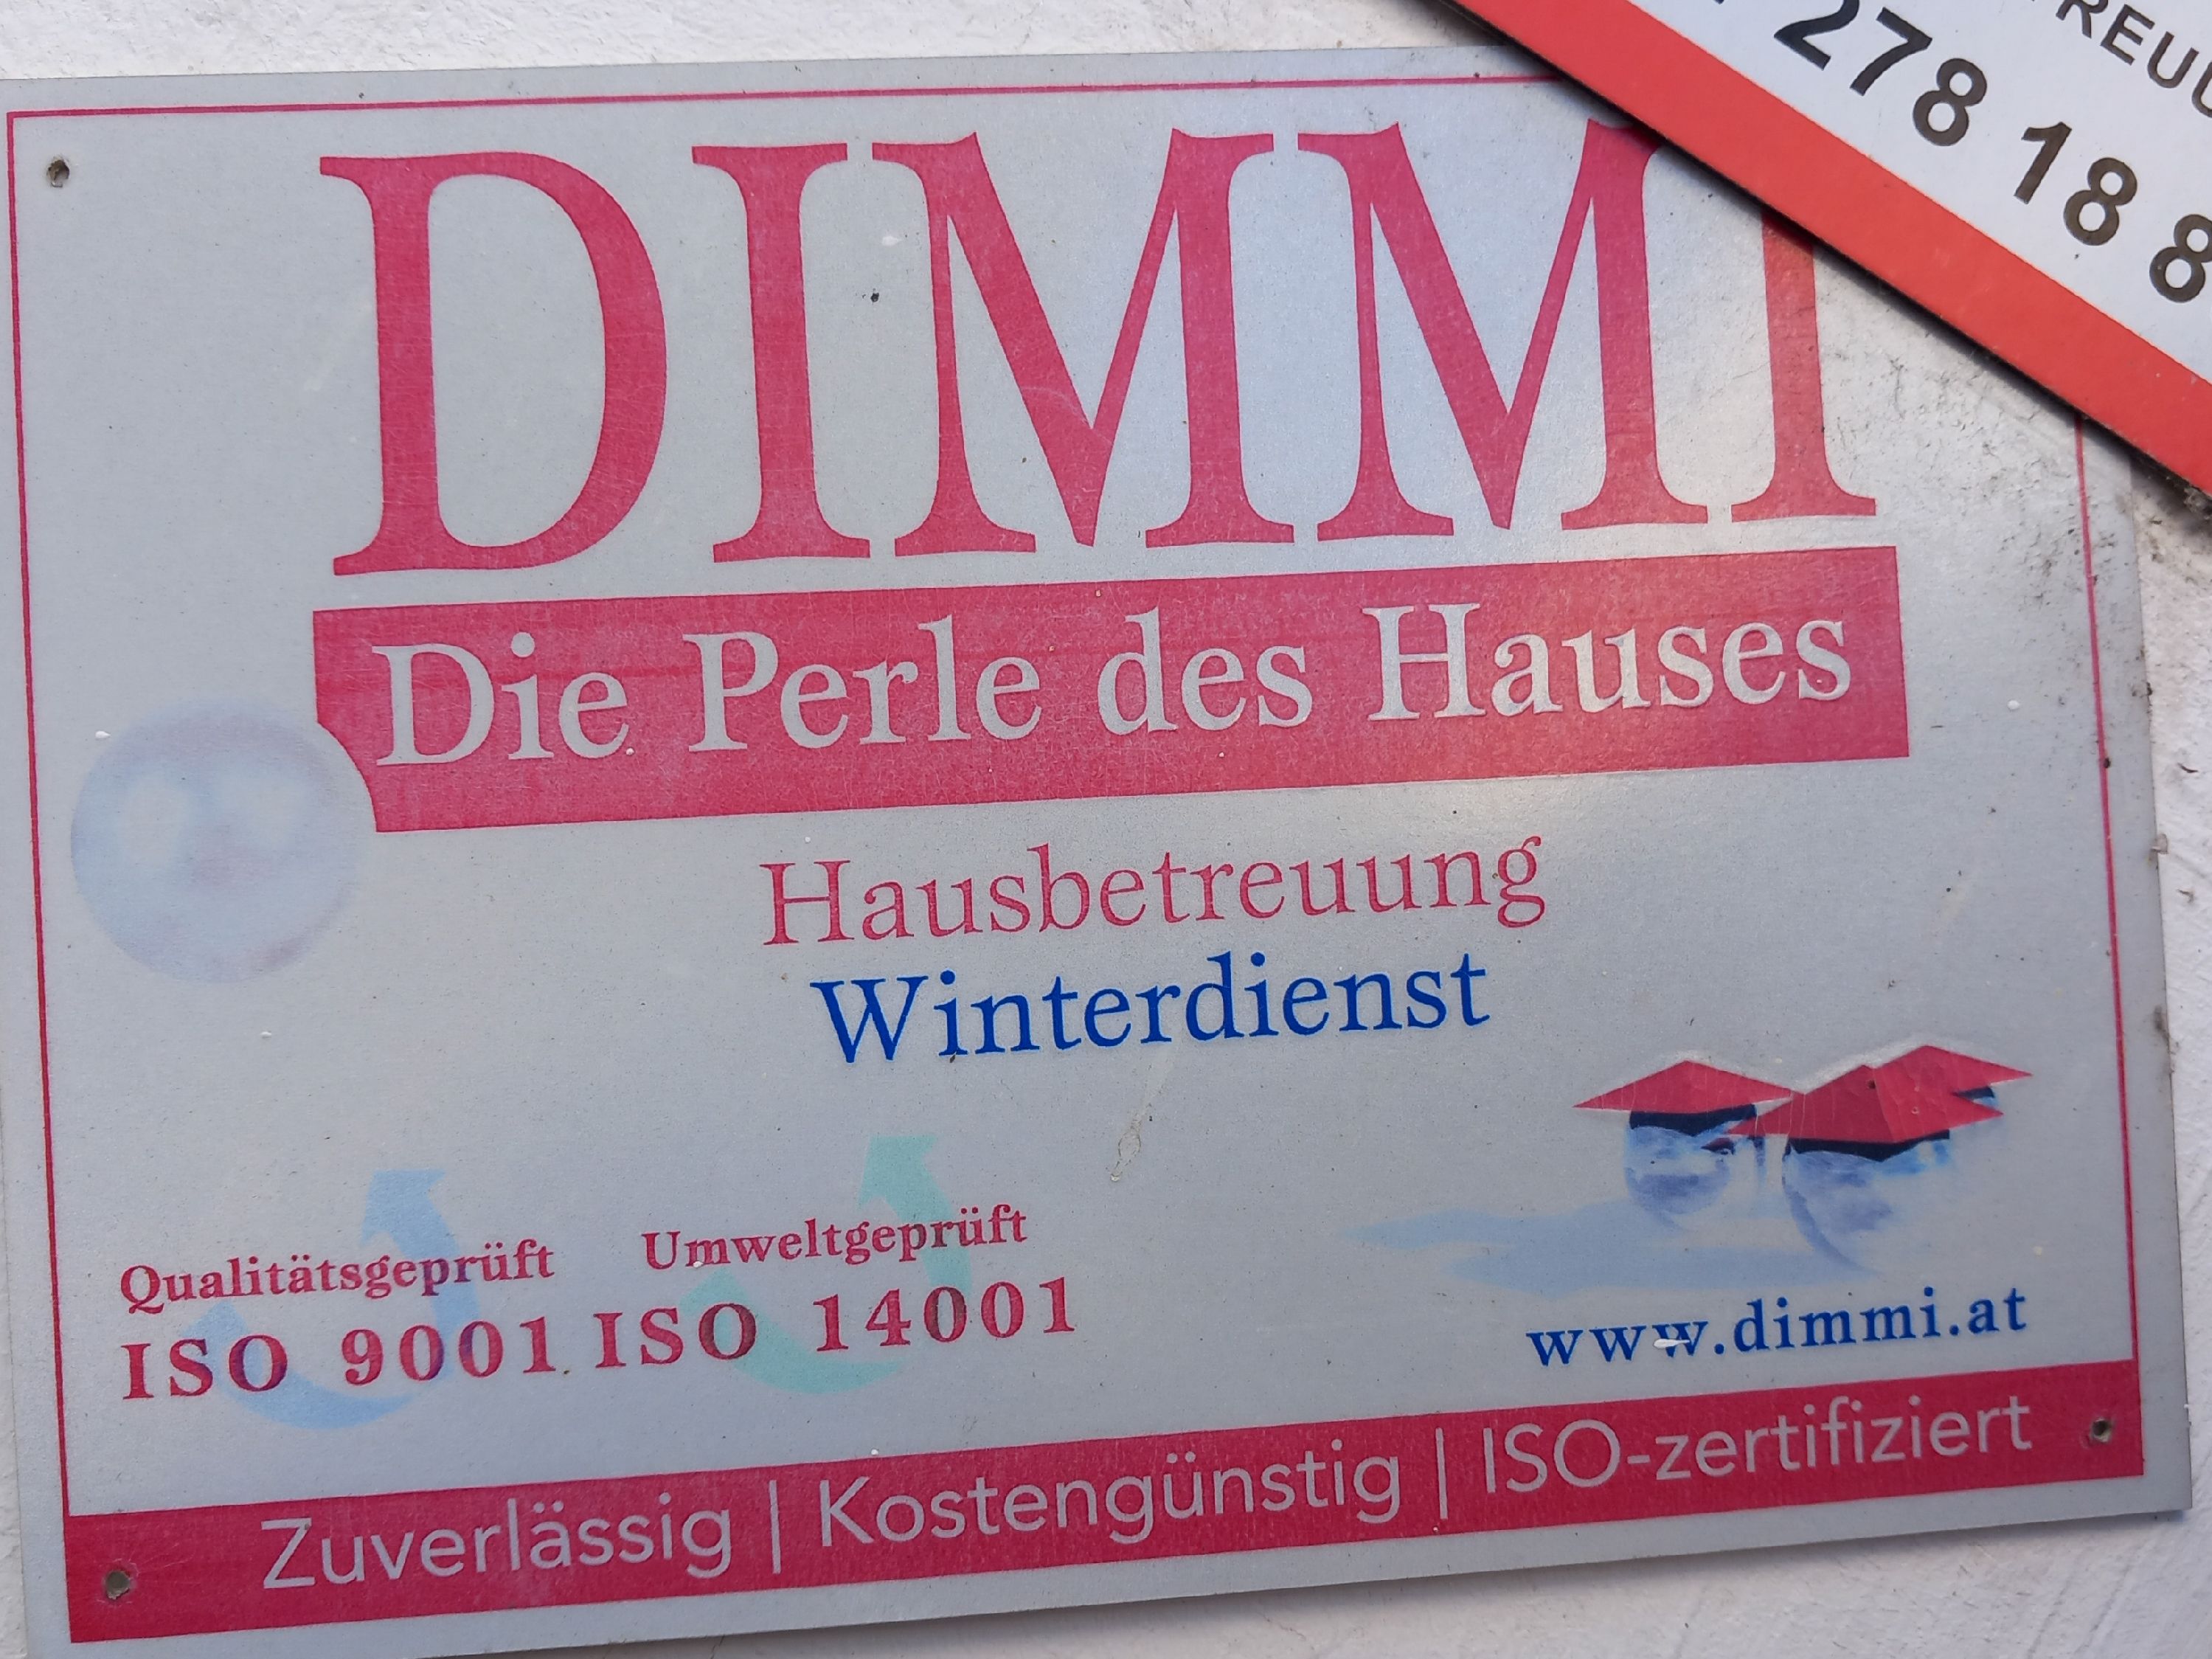 DIMMI
Die Perle des Hauses
Hausbetreuung
Winterdienst
Qualitätsgeprüft Umweltgeprüft
ISO 9001 ISO 14001
www.dimmi.at
Zuverlässig | Kostengünstig | ISO-zertifiziert
278 18 8